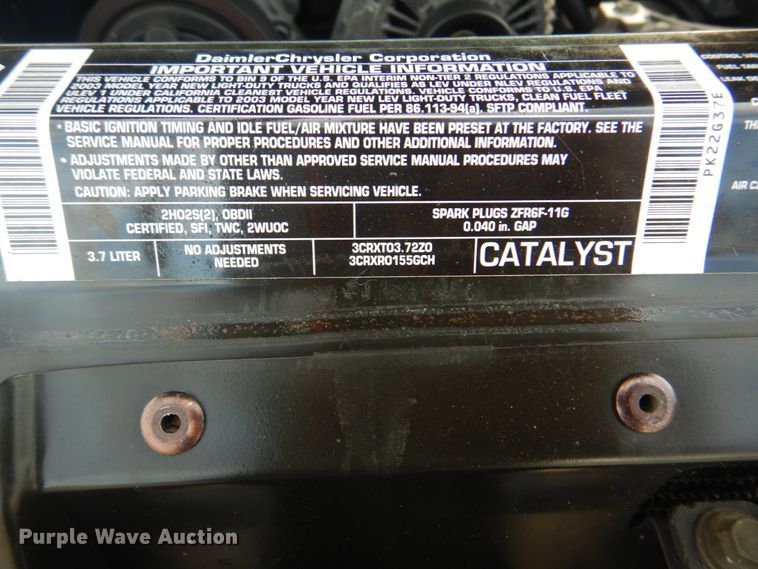 DaimlerChrysler Corporation
IMPORTANT VEHICLE INFORMATION
THIS VEHICLE CONFORMS TO BIN 9 OF THE U.S. EPA INTERIM NON-TIER 2 REGULATIONS APPLICABLE TO
2003 MODEL YEAR NEW LIGHT-DUTY TRUCKS AND QUALIFIES AS LEV UNDER NLEV REGULATIONS AND
ULEV'S UNDER CALIFORNIA CLEANEST VEHICLE REGULATIONS. VEHICLE CONFORMS TO U.S. EPA
REGULATIONS APPLICABLE TO 2003 MODEL YEAR NEW LEV LIGHT-DUTY TRUCKS, CLEAN FUEL FLEET
VEHICLE REGULATIONS. CERTIFICATION GASOLINE FUEL PER 86.113-94(a). SFTP COMPLIANT.
* BASIC IGNITION TIMING AND IDLE FUEL/AIR MIXTURE HAVE BEEN PRESET AT THE FACTORY. SEE THE
SERVICE MANUAL FOR PROPER PROCEDURES AND OTHER ADDITIONAL INFORMATION.
* ADJUSTMENTS MADE BY OTHER THAN APPROVED SERVICE MANUAL PROCEDURES MAY
VIOLATE FEDERAL AND STATE LAWS.
CAUTION: APPLY PARKING BRAKE WHEN SERVICING VEHICLE.
2HO2S(2), OBDII
CERTIFIED, SFI, TWC, 2WUOC
SPARK PLUGS ZFR6F-11G
0.040 in. GAP
3.7 LITER
NO ADJUSTMENTS
NEEDED
3CRXT03.72Z0
3CRXR0155GCH
CATALYST
PK22G37E
CONTROL
FUEL
LEAK
AIR
Purple Wave Auction